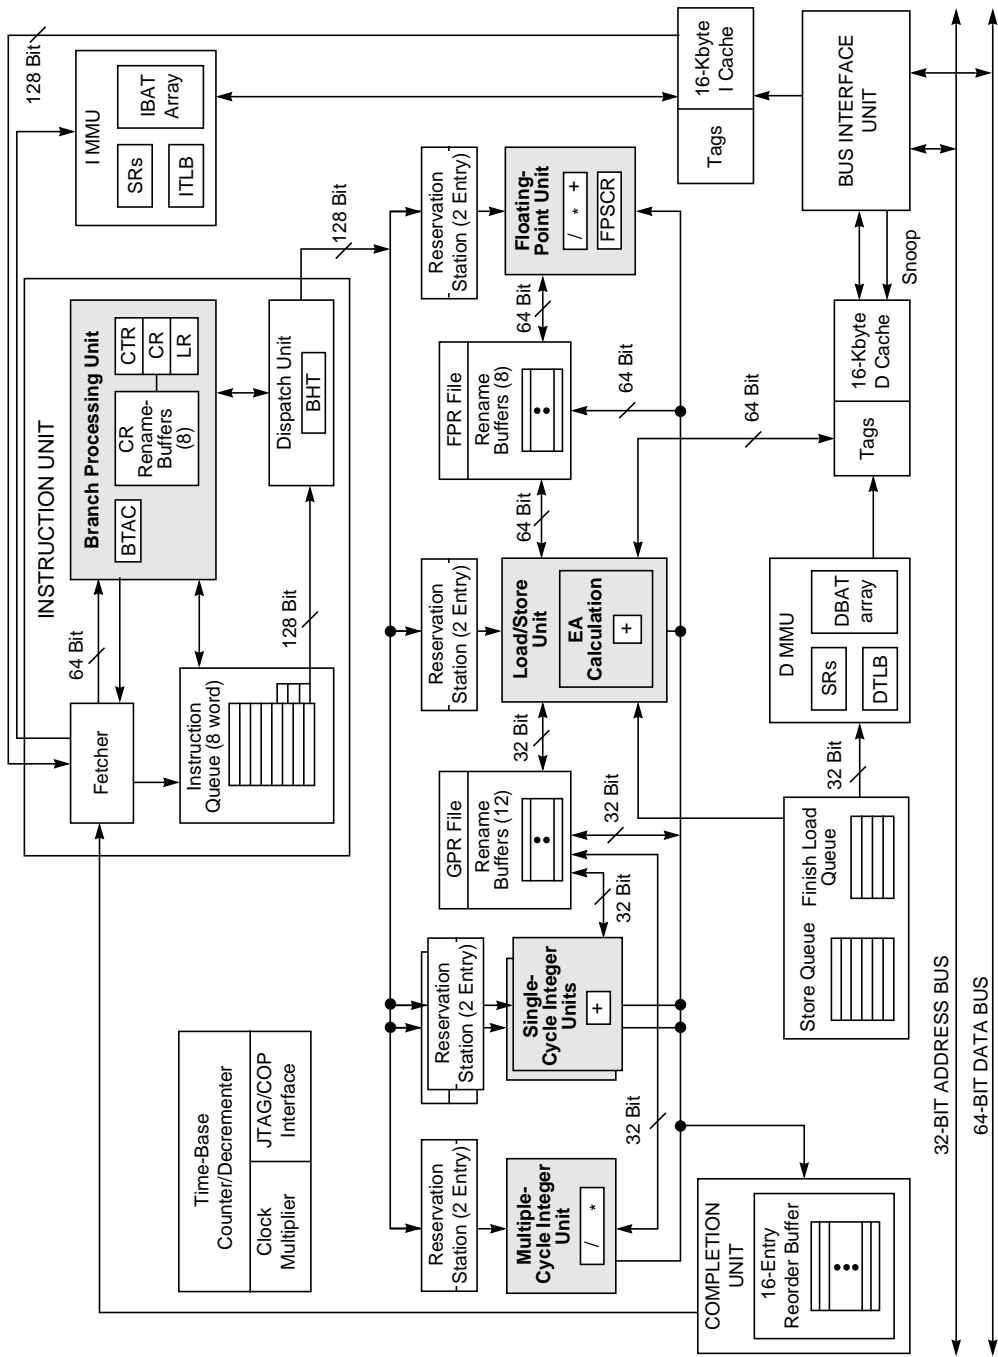 128 Bit
I MMU
SRs
ITLB
IBAT
Array
16-Kbyte
I Cache
Tags
BUS INTERFACE
UNIT
INSTRUCTION UNIT
Branch Processing Unit
BTAC
CR
Rename-
Buffers
(8)
CTR
CR
LR
64 Bit
Fetcher
Instruction
Queue (8 word)
128 Bit
Dispatch Unit
BHT
128 Bit
Time-Base
Counter/Decrementer
Clock
Multiplier
JTAG/COP
Interface
Reservation
Station (2 Entry)
Reservation
Station (2 Entry)
Reservation
Station (2 Entry)
Reservation
Station (2 Entry)
Multiple-
Cycle Integer
Unit
/ *
Single-
Cycle Integer
Units
+
32 Bit
GPR File
Rename
Buffers (12)
32 Bit
32 Bit
32 Bit
Load/Store
Unit
EA
Calculation
+
64 Bit
FPR File
Rename
Buffers (8)
64 Bit
64 Bit
Floating-
Point Unit
/ * +
FPSCR
64 Bit
COMPLETION
UNIT
16-Entry
Reorder Buffer
Store Queue
Finish Load
Queue
32 Bit
D MMU
SRs
DTLB
DBAT
array
Tags
16-Kbyte
D Cache
Snoop
32-BIT ADDRESS BUS
64-BIT DATA BUS